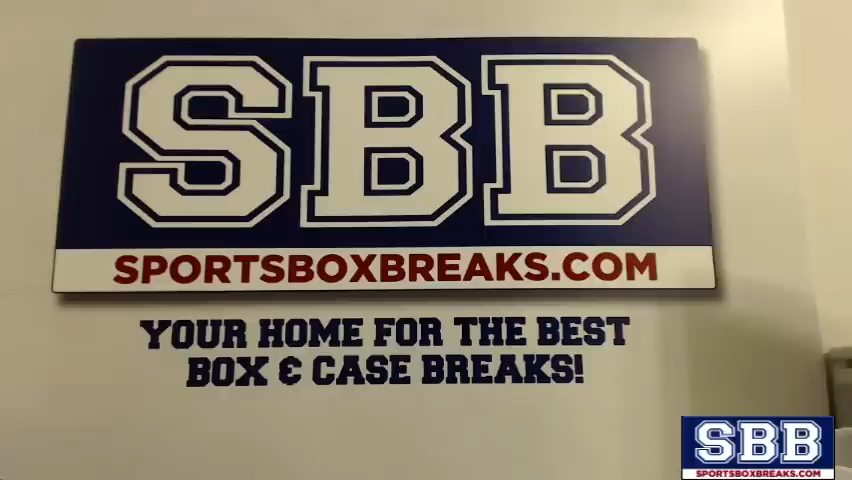 SBB
SPORTSBOXBREAKS.COM
YOUR HOME FOR THE BEST
BOX & CASE BREAKS!
SBB
SPORTSBOXBREAKS.COM